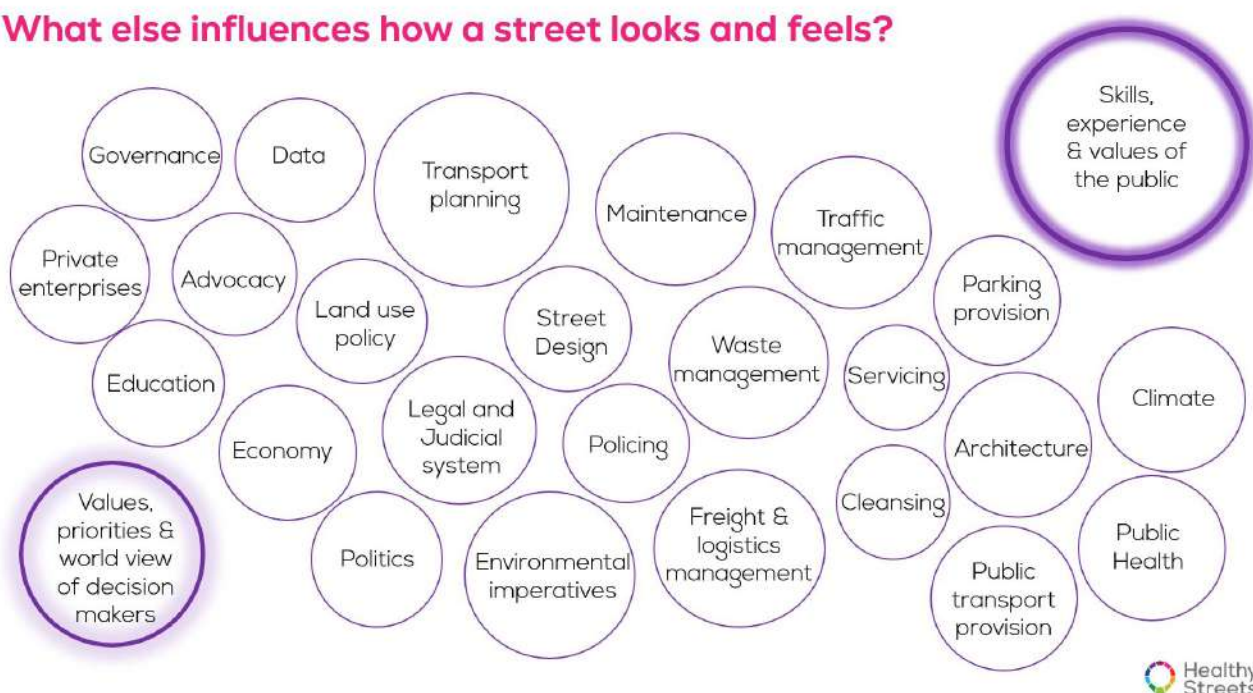 What else influences how a street looks and feels?
Skills,
experience
& values of
the public
Governance
Data
Transport
planning
Maintenance
Traffic
management
Private
enterprises
Advocacy
Land use
policy
Street
Design
Waste
management
Parking
provision
Servicing
Education
Economy
Legal and
Judicial
system
Policing
Architecture
Climate
Values,
priorities &
world view
of decision
makers
Politics
Environmental
imperatives
Freight &
logistics
management
Cleansing
Public
transport
provision
Public
Health
Healthy
Streets